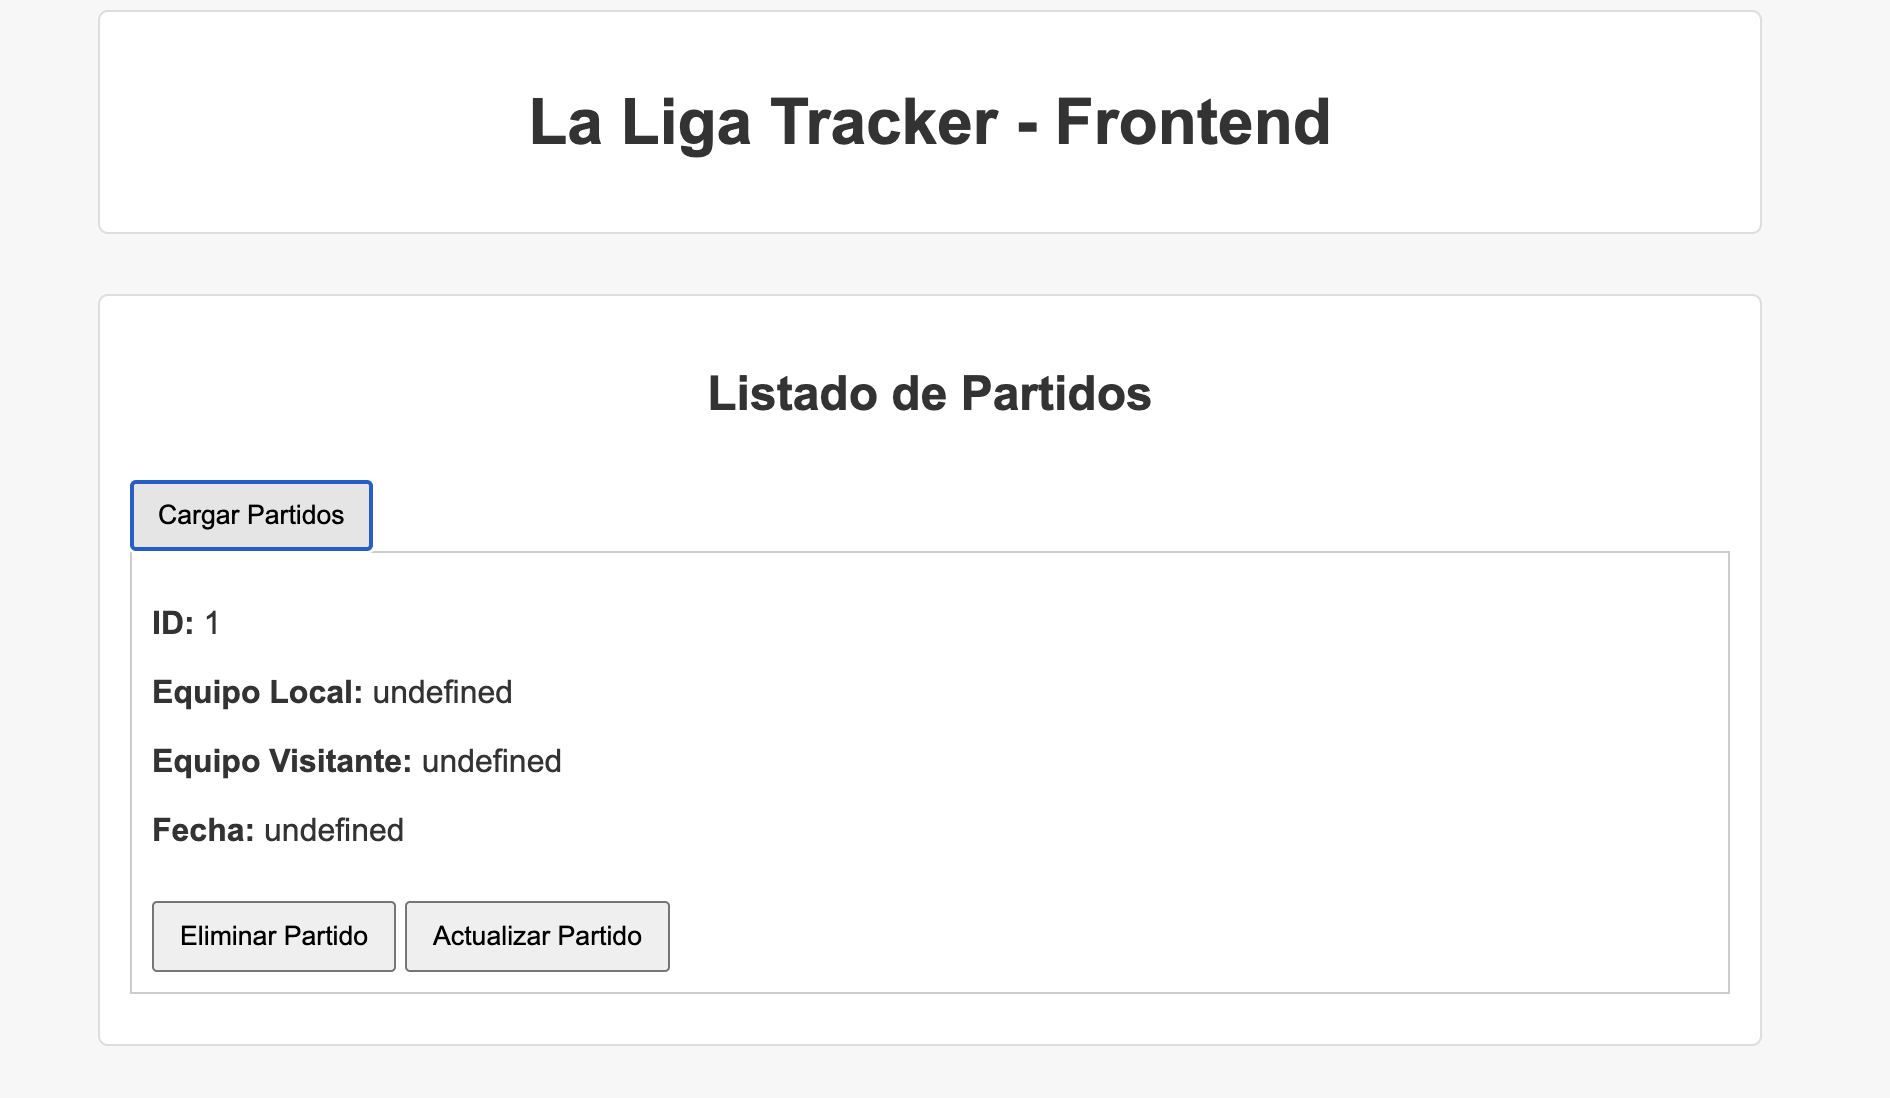 La Liga Tracker - Frontend
Listado de Partidos
Cargar Partidos
ID: 1
Equipo Local: undefined
Equipo Visitante: undefined
Fecha: undefined
Eliminar Partido Actualizar Partido